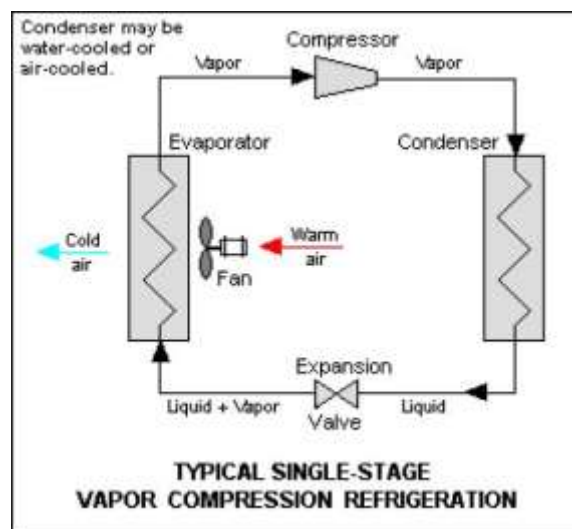 Condenser may be
water-cooled or
air-cooled.
Compressor
Vapor
Vapor
Evaporator
Condenser
Cold
air
Warm
air
Fan
Expansion
Valve
Liquid + Vapor
Liquid
TYPICAL SINGLE-STAGE
VAPOR COMPRESSION REFRIGERATION